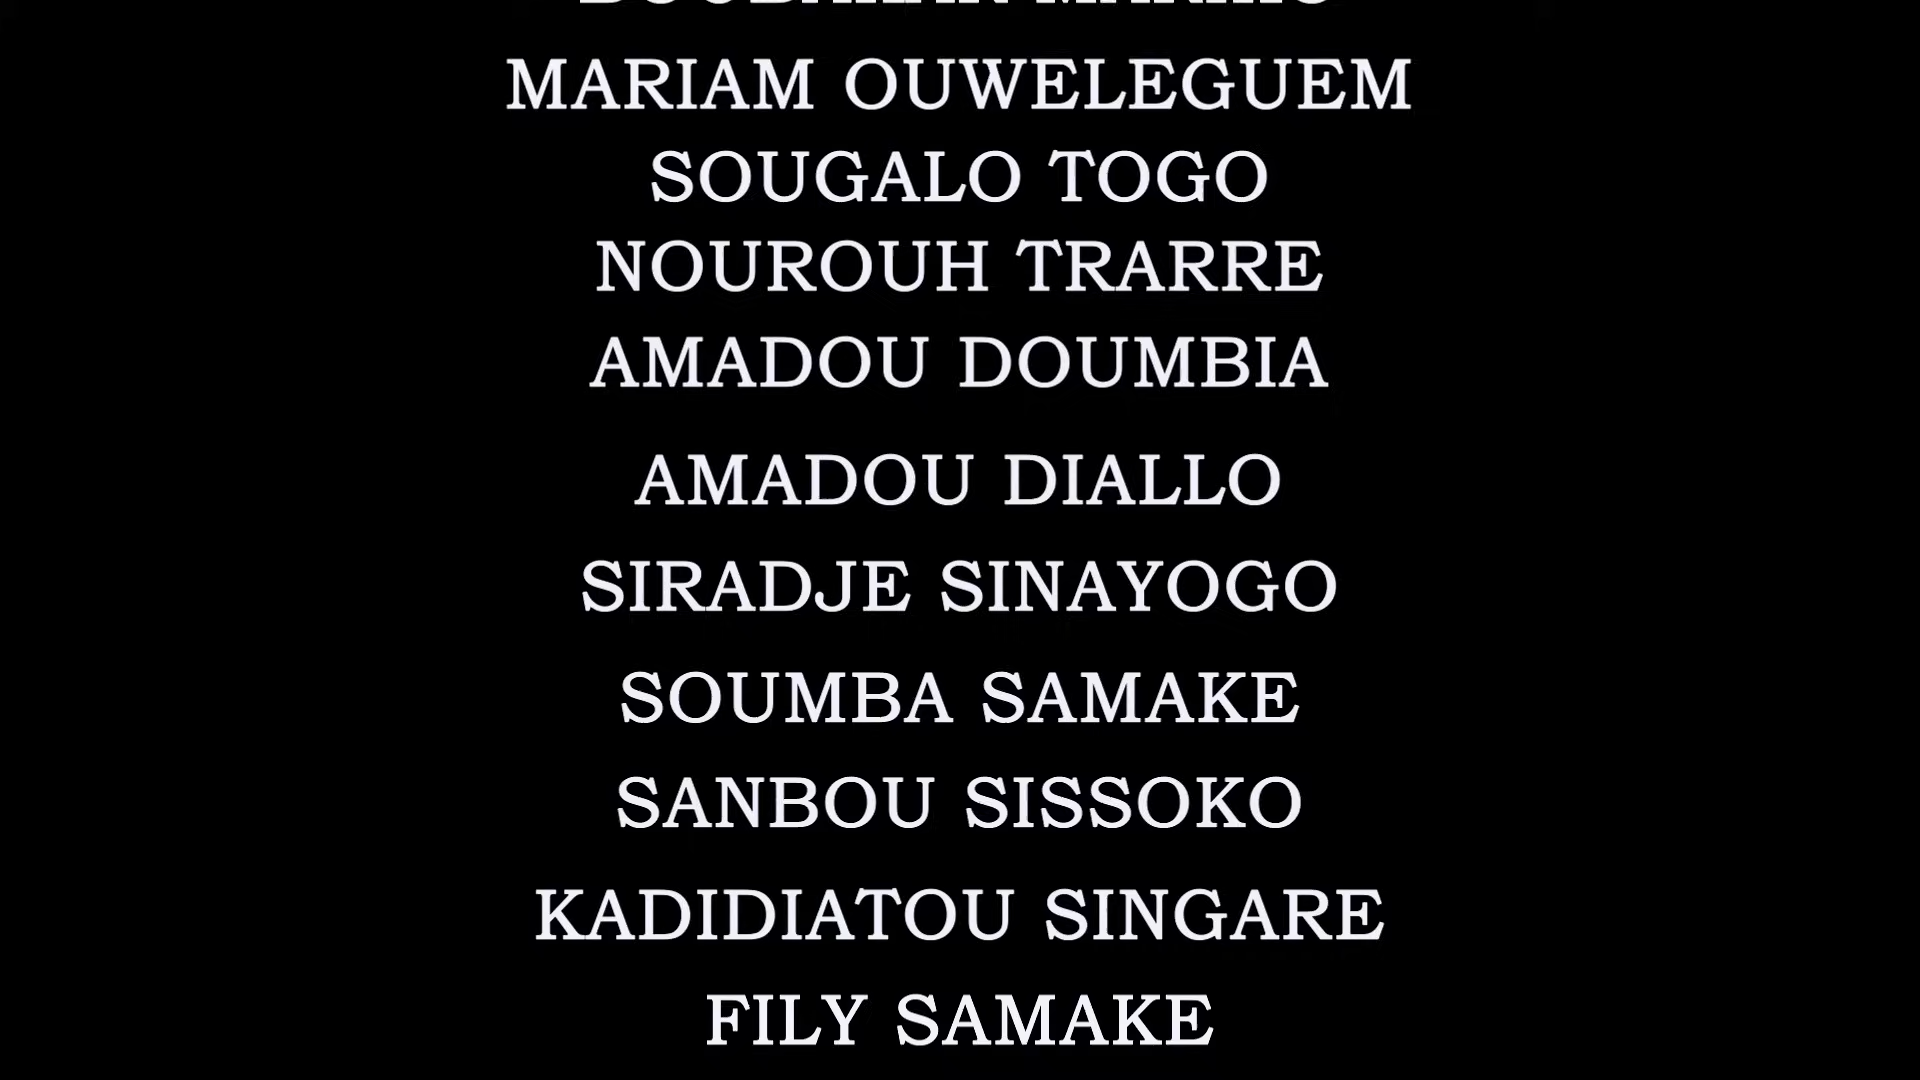 MARIAM OUWELEGUEM
SOUGALO TOGO
NOUROUH TRARRE
AMADOU DOUMBIA
AMADOU DIALLO
SIRADJE SINAYOGO
SOUMBA SAMAKE
SANBOU SISSOKO
KADIDIATOU SINGARE
FILY SAMAKE